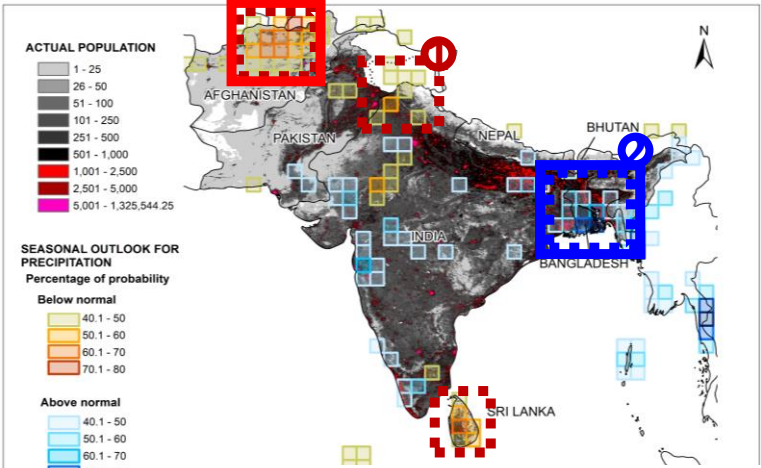 N
ACTUAL POPULATION
1 - 25
26 - 50
51 - 100
101 - 250
251 - 500
501 - 1,000
1,001 - 2,500
2,501 - 5,000
5,001 - 1,325,544.25
AFGHANISTAN
PAKISTAN
NEPAL
BHUTAN
INDIA
BANGLADESH
SRI LANKA
SEASONAL OUTLOOK FOR
PRECIPITATION
Percentage of probability
Below normal
40.1 - 50
50.1 - 60
60.1 - 70
70.1 - 80
Above normal
40.1 - 50
50.1 - 60
60.1 - 70